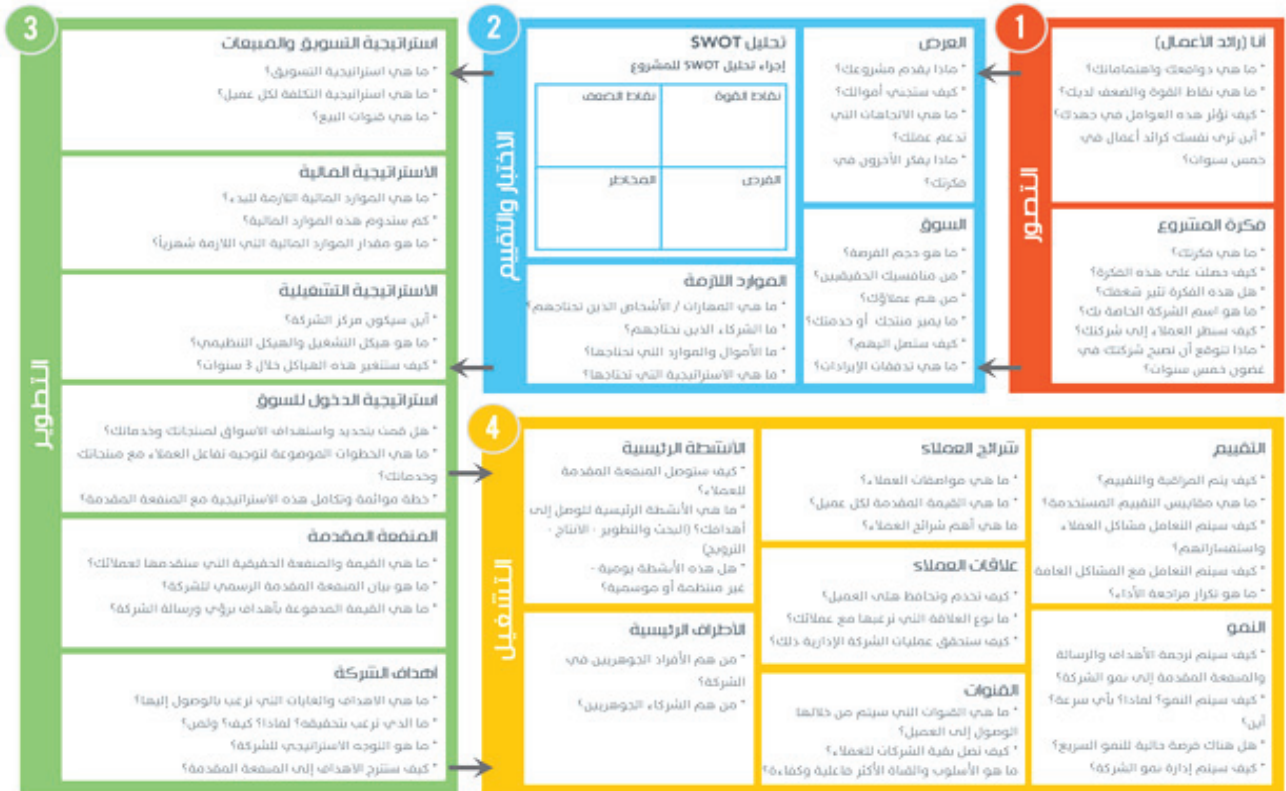 1
التصور
أنا (رائد الأعمال)
* ما هي دوافعك واهتماماتك؟
* ما هي نقاط القوة والضعف لديك؟
* كيف تؤثر هذه العوامل في جهدك؟
* أين ترى نفسك كرائد أعمال في
خمس سنوات؟
فكرة المشروع
* ما هي فكرتك؟
* كيف حصلت على هذه الفكرة؟
* هل هذه الفكرة تثير شغفك؟
* ما هو اسم الشركة الخاصة بك؟
* كيف سينظر العملاء إلى شركتك؟
* ماذا تتوقع أن تصبح شركتك في
غضون خمس سنوات؟
2
الاختبار والتقييم
العرض
* ماذا يقدم مشروعك؟
* كيف ستجني أموالك؟
* ما هي الاتجاهات التي
تدعم عملك؟
* ماذا يفكر الآخرون في
فكرتك؟
السوق
* ما هو حجم الفرصة؟
* من منافسيك الحقيقيين؟
* من هم عملاؤك؟
* ما يميز منتجك أو خدمتك؟
* كيف ستصل اليهم؟
* ما هي تدفقات الإيرادات؟
تحليل SWOT
إجراء تحليل SWOT للمشروع
نقاط القوة
نقاط الضعف
الفرص
المخاطر
الموارد اللازمة
* ما هي المهارات / الأشخاص الذين تحتاجهم؟
* ما الشركاء الذين تحتاجهم؟
* ما الأموال والموارد التي تحتاجها؟
* ما هي الاستراتيجية التي تحتاجها؟
3
التطوير
استراتيجية التسويق والمبيعات
* ما هي استراتيجية التسويق؟
* ما هي استراتيجية التكلفة لكل عميل؟
* ما هي قنوات البيع؟
الاستراتيجية المالية
* ما هي الموارد المالية اللازمة للبدء؟
* كم ستدوم هذه الموارد المالية؟
* ما هو مقدار الموارد المالية التي اللازمة شهرياً؟
الاستراتيجية التشغيلية
* أين سيكون مركز الشركة؟
* ما هو هيكل التشغيل والهيكل التنظيمي؟
* كيف ستتغير هذه الهياكل خلال 3 سنوات؟
استراتيجية الدخول للسوق
* هل قمت بتحديد واستهداف الاسواق لمنتجاتك وخدماتك؟
* ما هي الخطوات الموضوعة لتوجيه تفاعل العملاء مع منتجاتك
وخدماتك؟
* خطة موائمة وتكامل هذه الاستراتيجية مع المنفعة المقدمة؟
المنفعة المقدمة
* ما هي القيمة والمنفعة الحقيقية التي ستقدمها لعملائك؟
* ما هو بيان المنفعة المقدمة الرسمي للشركة؟
* ما هي القيمة المدفوعة بأهداف برؤي ورسالة الشركة؟
اهداف الشركة
* ما هي الاهداف والغايات التي ترغب بالوصول إليها؟
* ما الذي ترغب بتحقيقه؟ لماذا؟ كيف؟ ولمن؟
* ما هو التوجه الاستراتيجي للشركة؟
* كيف ستترج الاهداف إلى المنفعة المقدمة؟
4
التشغيل
التقييم
* كيف يتم المراقبة والتقييم؟
* ما هي مقاييس التقييم المستخدمة؟
* كيف سيتم التعامل مشاكل العملاء
واستفساراتهم؟
* كيف سيتم التعامل مع المشاكل العامة
* ما هو تكرار مراجعة الأداء؟
النمو
* كيف سيتم ترجمة الأهداف والرسالة
والمنفعة المقدمة إلى نمو الشركة؟
* كيف سيتم النمو؟ لماذا؟ بأي سرعة؟
أين؟
* هل هناك فرصة حالية للنمو السريع؟
* كيف سيتم إدارة نمو الشركة؟
شرائح العملاء
* ما هي مواصفات العملاء؟
* ما هي القيمة المقدمة لكل عميل؟
ما هي أهم شرائح العملاء؟
علاقات العملاء
* كيف نخدم ونحافظ على العميل؟
* ما نوع العلاقة التي نرغبها مع عملائك؟
* كيف ستحقق عمليات الشركة الإدارية ذلك؟
القنوات
* ما هي القنوات التي سيتم من خلالها
الوصول إلى العميل؟
* كيف تصل بقية الشركات للعملاء؟
ما هو الأسلوب والقناة الأكثر فاعلية وكفاءة؟
الأنشطة الرئيسية
* كيف ستوصل المنفعة المقدمة
للعملاء؟
* ما هي الأنشطة الرئيسية للوصل إلى
أهدافك؟ (البحث والتطوير - الانتاج -
الترويج)
* هل هذه الأنشطة يومية -
غير منتظمة أو موسمية؟
الأطراف الرئيسية
* من هم الأفراد الجوهريين في
الشركة؟
* من هم الشركاء الجوهريين؟